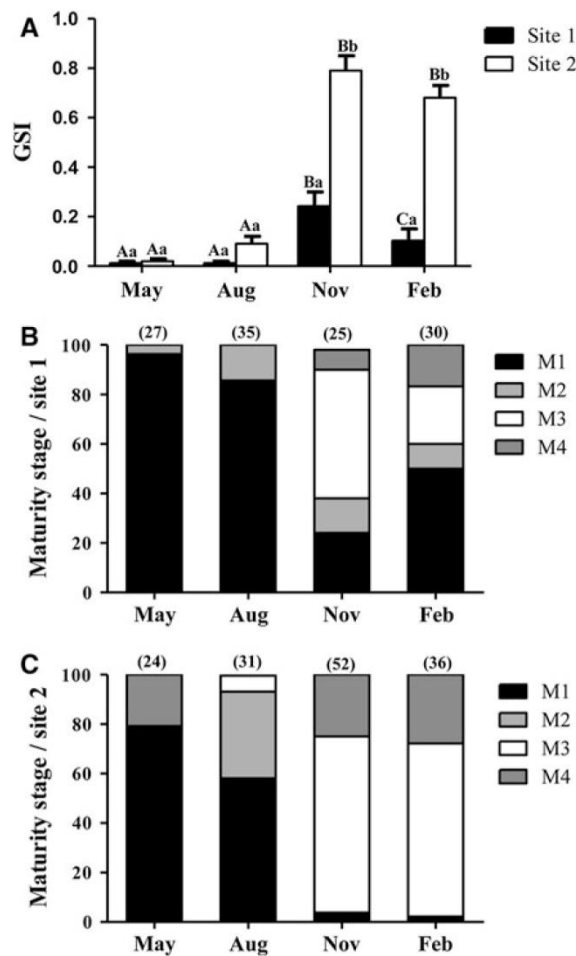 A
1.0
0.8
0.6
0.4
0.2
0.0
GSI
Aa Aa Aa Aa Ba Bb Ca Bb
May Aug Nov Feb
Site 1
Site 2
B
(27) (35) (25) (30)
100
80
60
40
20
0
Maturity stage / site 1
May Aug Nov Feb
M1
M2
M3
M4
C
(24) (31) (52) (36)
100
80
60
40
20
0
Maturity stage / site 2
May Aug Nov Feb
M1
M2
M3
M4